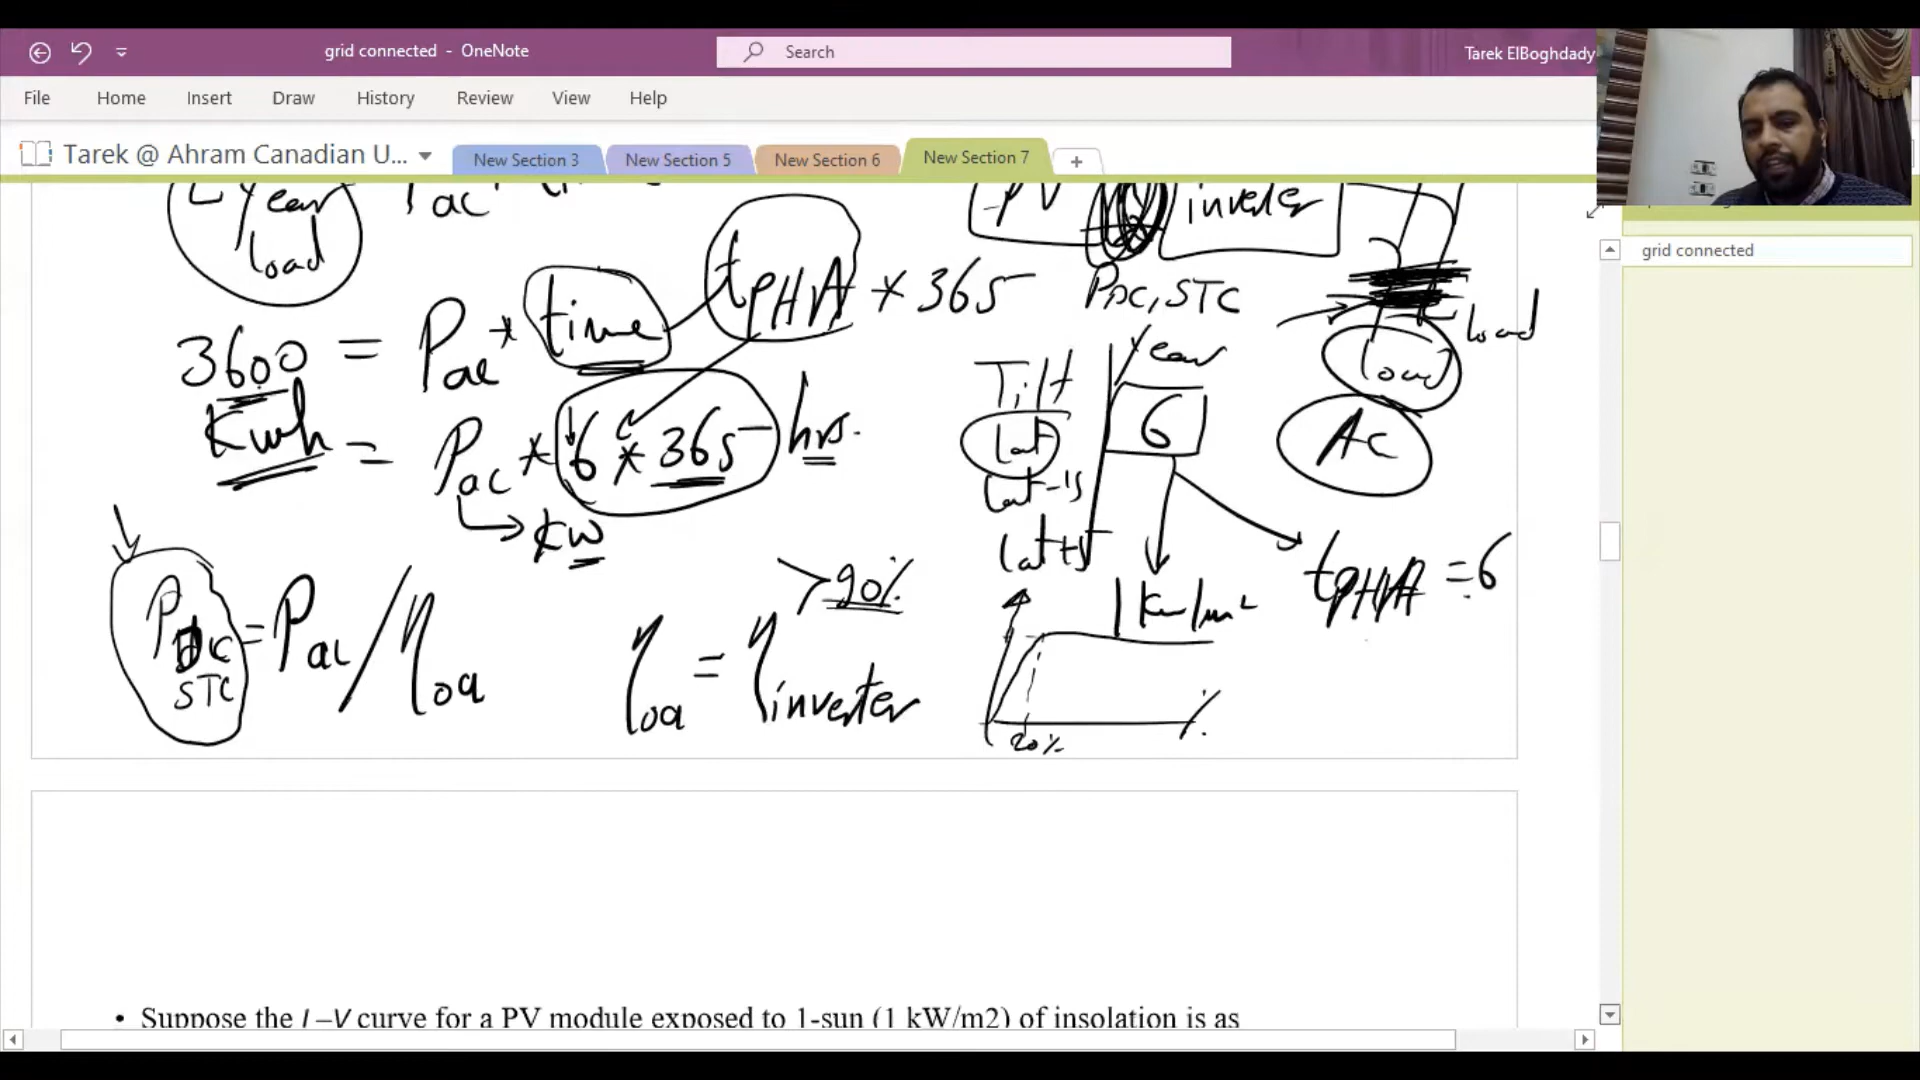 grid connected - OneNote
Search
Tarek ElBoghdady
File Home Insert Draw History Review View Help
Tarek @ Ahram Canadian U...
New Section 3
New Section 5
New Section 6
New Section 7
+
grid connected
year
load
Pac
PV
inverter
PDC, STC
load
load
AC
3600 = Pac * time
tPHA * 365
kwh = Pac * 6 * 365 hrs.
kw
Tilt
lat
lat-15
lat+15
Year
6
1 kw/m²
tPHA = 6
PDC STC = Pac / ηoa
ηoa = ηinverter
>90%
20%
%
• Suppose the I–V curve for a PV module exposed to 1-sun (1 kW/m2) of insolation is as